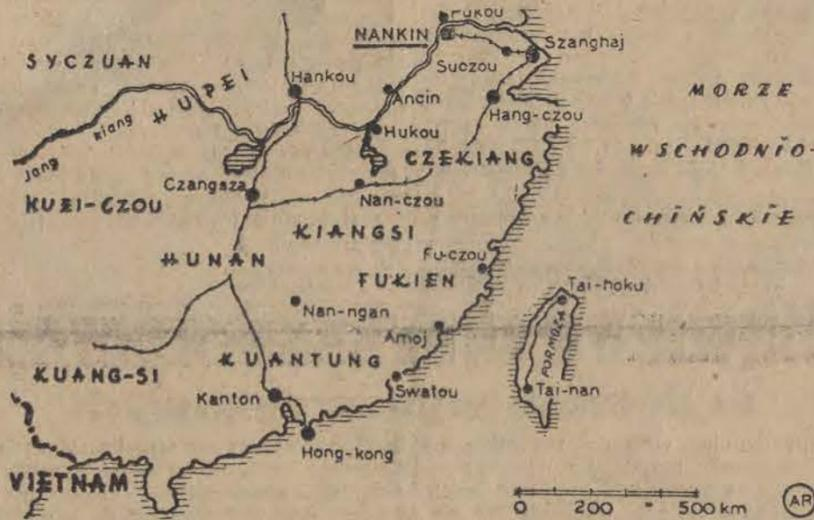 Pukou
NANKIN
Szanghaj
SYCZUAN
Suczou
Hankou
HUPEI
Ancin
MORZE
Hang-czou
Kiang
Hukou
Jang
CZEKIANG
WSCHODNIO-
Czangsza
Nan-czou
KUEI-CZOU
KIANGSI
CHIŃSKIE
Fu-czou
HUNAN
FUKIEN
Tai-hoku
Nan-ngan
Amoj
FORMOZA
KUANTUNG
KUANG-SI
Swatou
Kanton
Tai-nan
Hong-kong
VIETNAM
0 200 500 km
AR